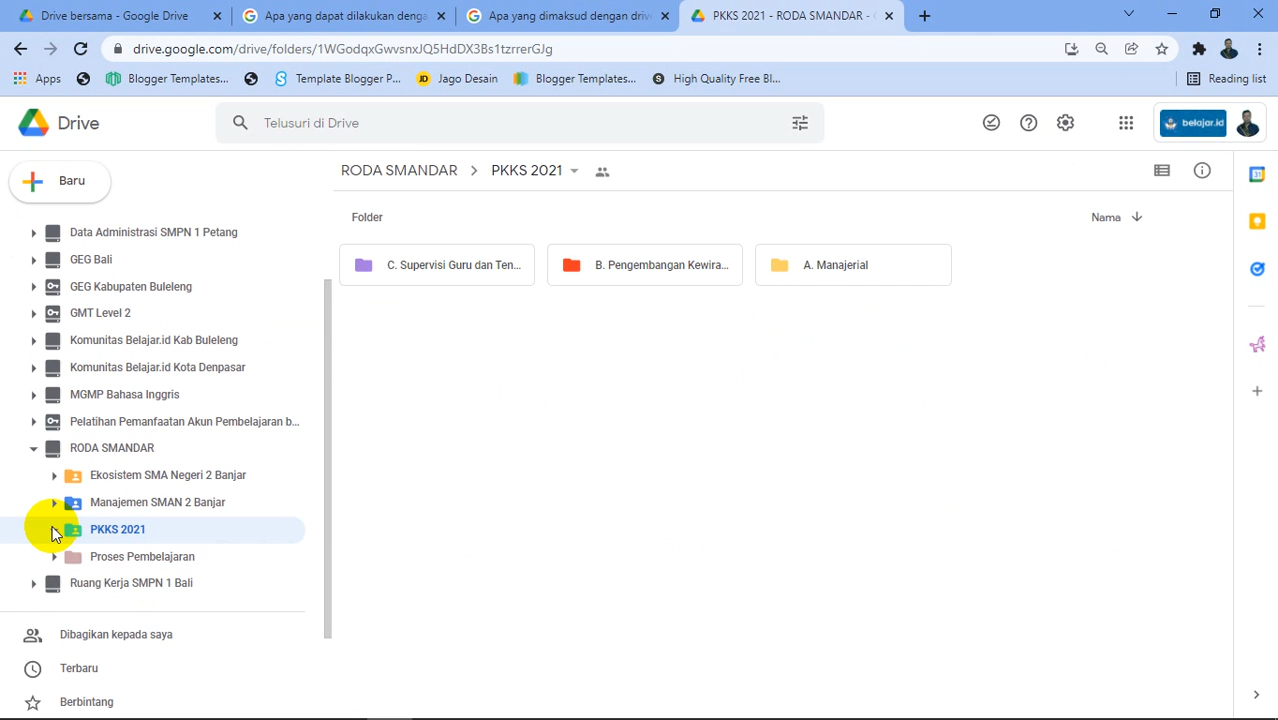 Drive bersama - Google Drive
Apa yang dapat dilakukan denga
Apa yang dimaksud dengan drive
PKKS 2021 - RODA SMANDAR -
drive.google.com/drive/folders/1WGodqxGwvsnxJQ5HdDX3Bs1tzrrerGJg
Apps
Blogger Templates...
Template Blogger P...
JD Jago Desain
Blogger Templates...
High Quality Free Bl...
Reading list
Drive
Telusuri di Drive
belajar.id
Baru
RODA SMANDAR
PKKS 2021
31
Folder
Nama
C. Supervisi Guru dan Ten...
B. Pengembangan Kewira...
A. Manajerial
Data Administrasi SMPN 1 Petang
GEG Bali
GEG Kabupaten Buleleng
GMT Level 2
Komunitas Belajar.id Kab Buleleng
Komunitas Belajar.id Kota Denpasar
MGMP Bahasa Inggris
Pelatihan Pemanfaatan Akun Pembelajaran b...
RODA SMANDAR
Ekosistem SMA Negeri 2 Banjar
Manajemen SMAN 2 Banjar
PKKS 2021
Proses Pembelajaran
Ruang Kerja SMPN 1 Bali
Dibagikan kepada saya
Terbaru
Berbintang